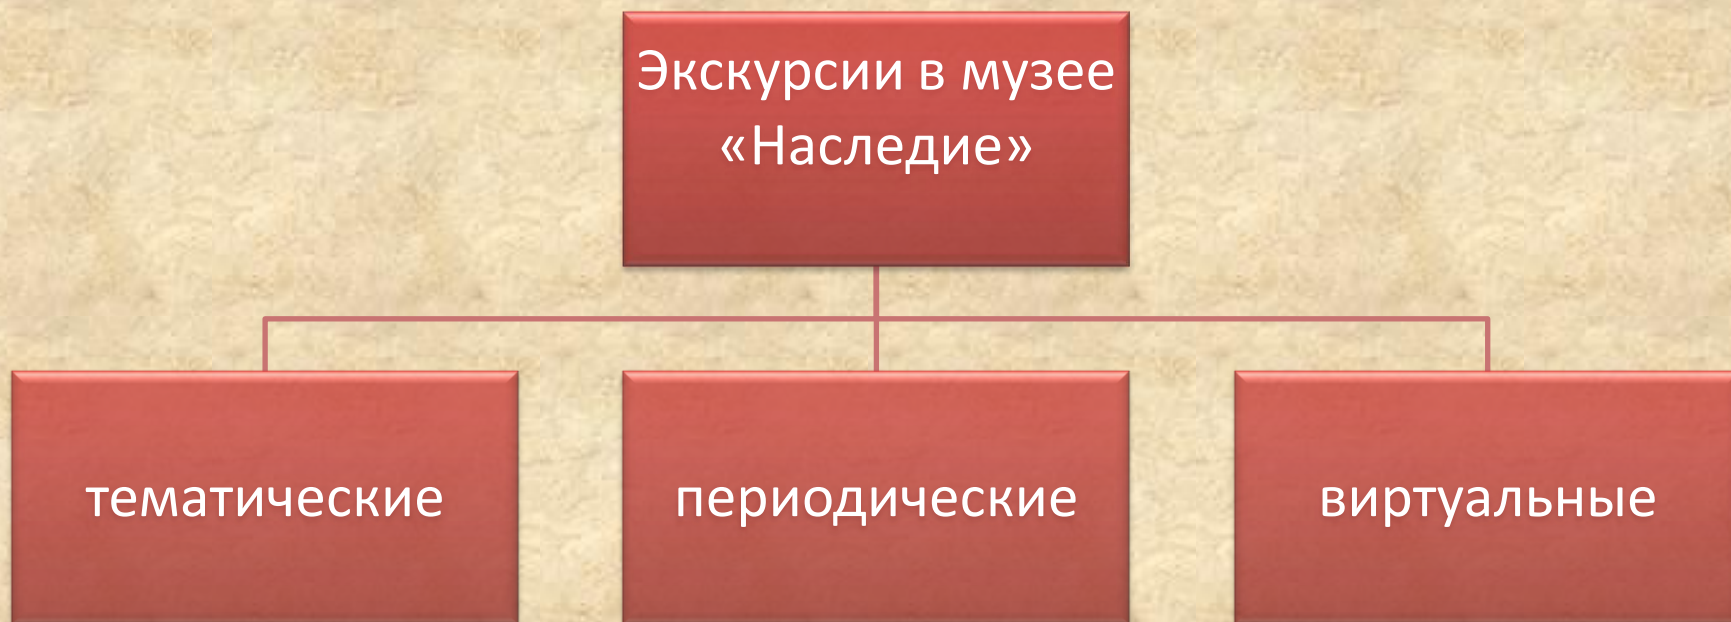 Экскурсии в музее
«Наследие»
тематические
периодические
виртуальные